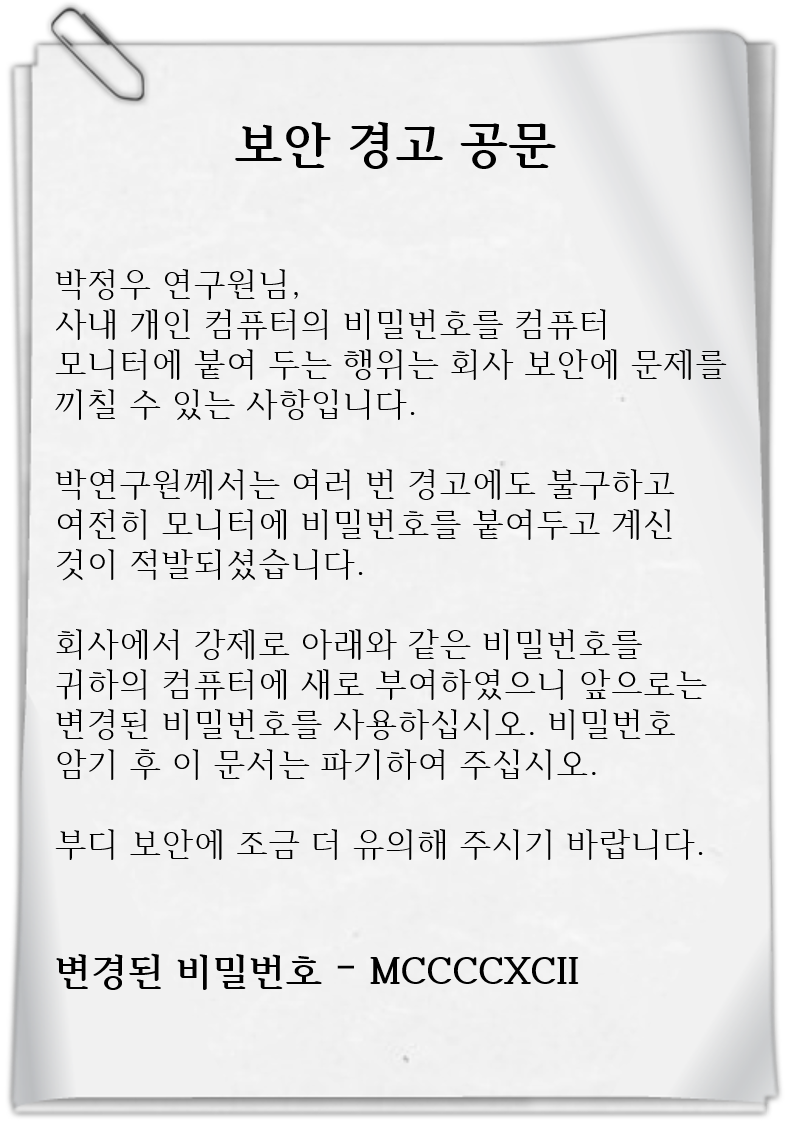 보안 경고 공문
박정우 연구원님,
사내 개인 컴퓨터의 비밀번호를 컴퓨터
모니터에 붙여 두는 행위는 회사 보안에 문제를
끼칠 수 있는 사항입니다.
박연구원께서는 여러 번 경고에도 불구하고
여전히 모니터에 비밀번호를 붙여두고 계신
것이 적발되셨습니다.
회사에서 강제로 아래와 같은 비밀번호를
귀하의 컴퓨터에 새로 부여하였으니 앞으로는
변경된 비밀번호를 사용하십시오. 비밀번호
암기 후 이 문서는 파기하여 주십시오.
부디 보안에 조금 더 유의해 주시기 바랍니다.
변경된 비밀번호 - MCCCCXCII